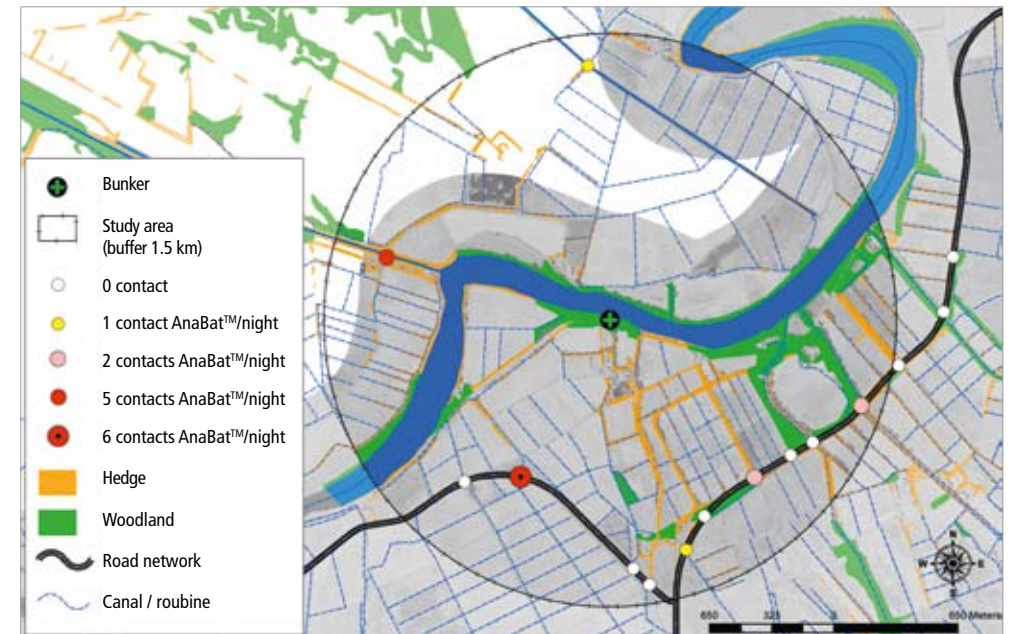 Bunker
Study area
(buffer 1.5 km)
0 contact
1 contact AnaBat™/night
2 contacts AnaBat™/night
5 contacts AnaBat™/night
6 contacts AnaBat™/night
Hedge
Woodland
Road network
Canal / roubine
N
W E
S
650 325 0 650 Meters